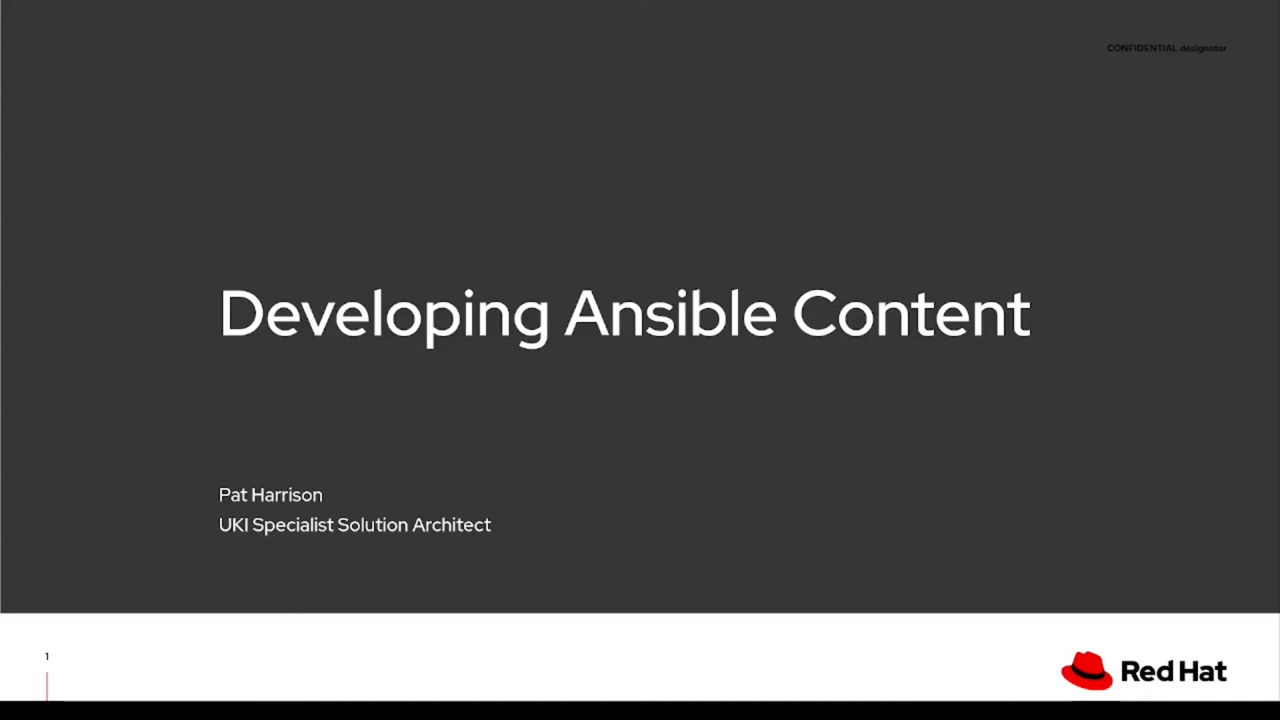 CONFIDENTIAL designator
Developing Ansible Content
Pat Harrison
UKI Specialist Solution Architect
1
Red Hat